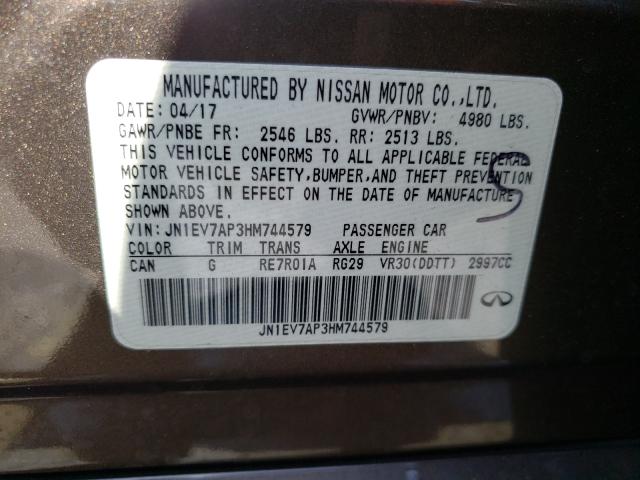 MANUFACTURED BY NISSAN MOTOR CO.,LTD.
DATE: 04/17 GVWR/PNBV: 4980 LBS.
GAWR/PNBE FR: 2546 LBS. RR: 2513 LBS.
THIS VEHICLE CONFORMS TO ALL APPLICABLE FEDERAL
MOTOR VEHICLE SAFETY,BUMPER,AND THEFT PREVENTION
STANDARDS IN EFFECT ON THE DATE OF MANUFACTURE
SHOWN ABOVE.
VIN:JN1EV7AP3HM744579 PASSENGER CAR
COLOR TRIM TRANS AXLE ENGINE
CAN G RE7R01A RG29 VR30(DDTT) 2997CC
JN1EV7AP3HM744579
S